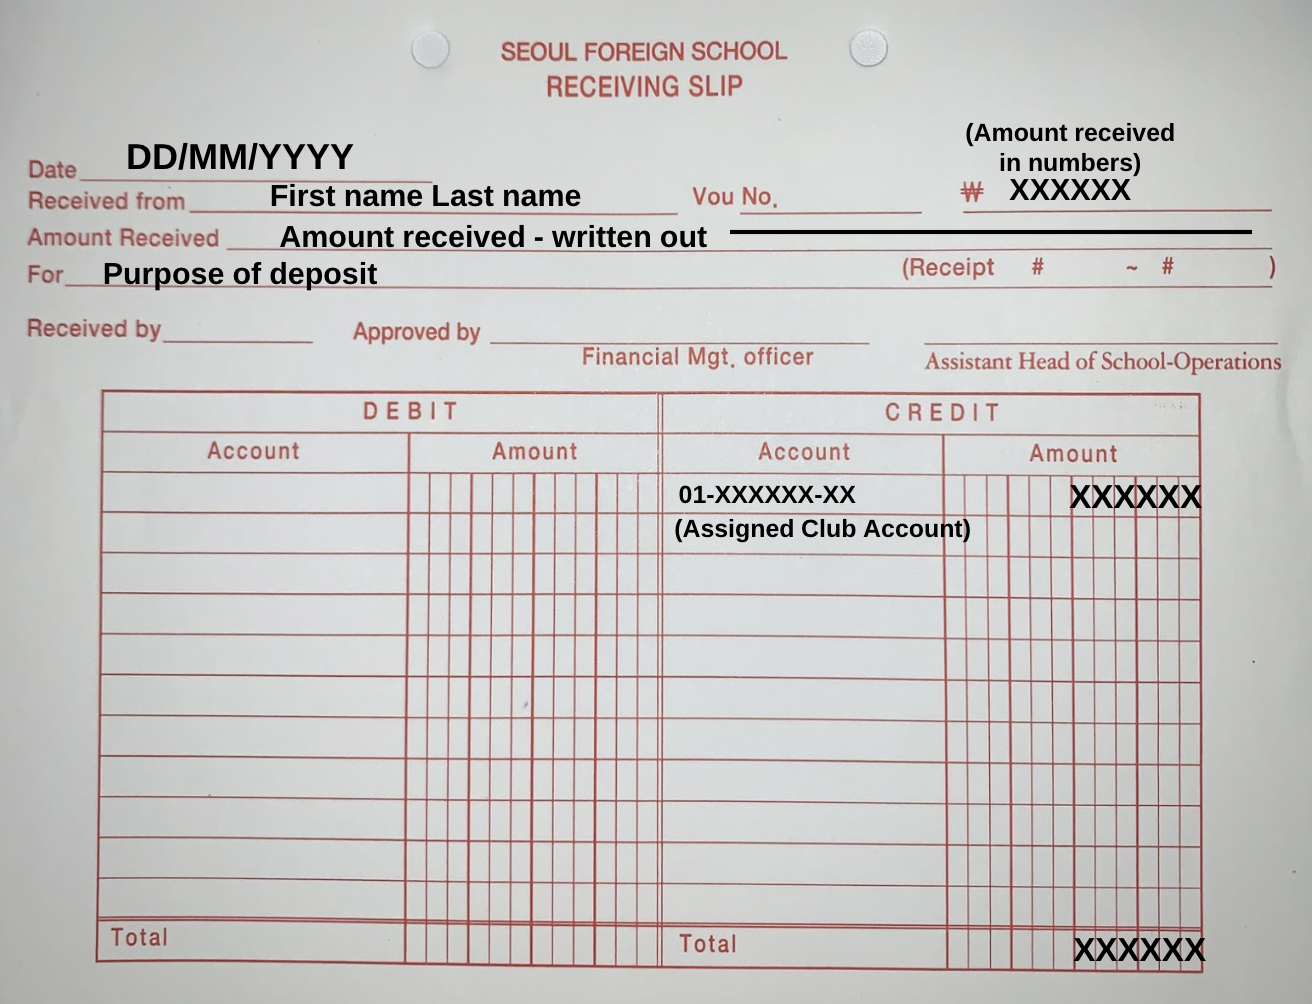 SEOUL FOREIGN SCHOOL
RECEIVING SLIP
(Amount received
in numbers)
Date DD/MM/YYYY
Received from First name Last name Vou No. ₩ XXXXXX
Amount Received Amount received - written out
For Purpose of deposit (Receipt # ~ # )
Received by Approved by
Financial Mgt. officer Assistant Head of School-Operations
DEBIT CREDIT
Account Amount Account Amount
01-XXXXXX-XX XXXXXX
(Assigned Club Account)
Total Total XXXXXX